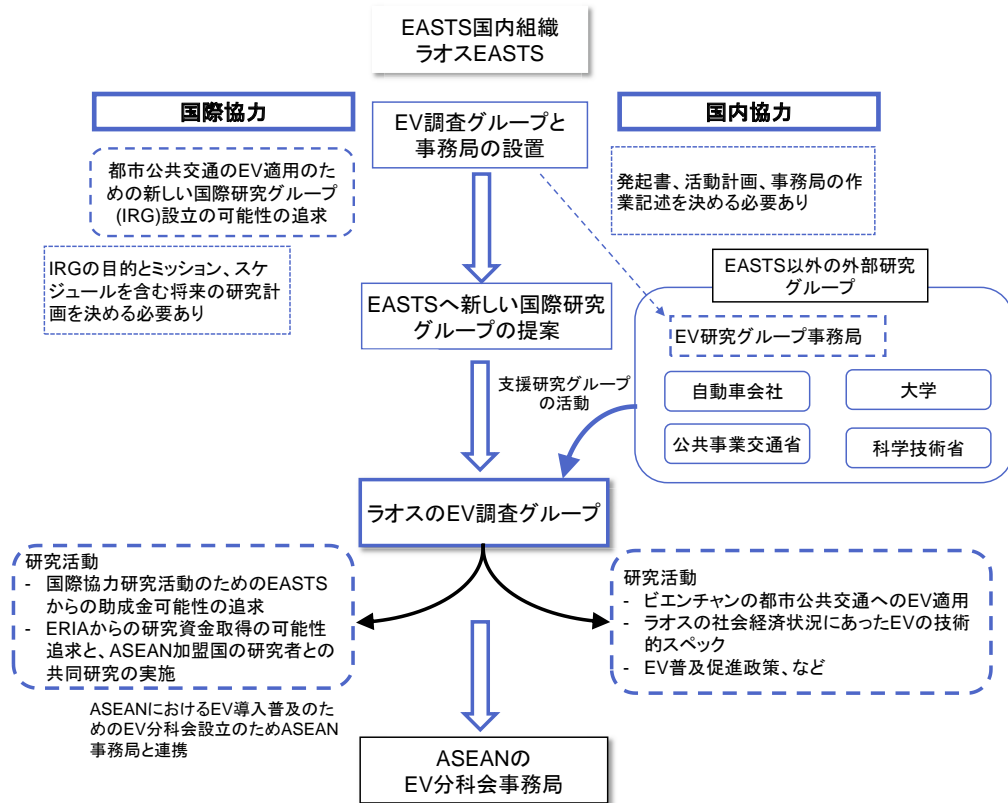 EASTS国内組織
ラオスEASTS
国際協力
EV調査グループと
事務局の設置
国内協力
都市公共交通のEV適用のた
めの新しい国際研究グループ
(IRG)設立の可能性の追求
発起書、活動計画、事務局の作
業記述を決める必要あり
IRGの目的とミッション、スケ
ジュールを含む将来の研究計
画を決める必要あり
EASTS以外の外部研究
グループ
EASTSへ新しい国際研究
グループの提案
EV研究グループ事務局
支援研究グループ
の活動
自動車会社
大学
公共事業交通省
科学技術省
ラオスのEV調査グループ
研究活動
- 国際協力研究活動のためのEASTS
からの助成金可能性の追求
- ERIAからの研究資金取得の可能性
追求と、ASEAN加盟国の研究者との
共同研究の実施
研究活動
- ビエンチャンの都市公共交通へのEV適用
- ラオスの社会経済状況にあったEVの技術
的スペック
- EV普及促進政策、など
ASEANにおけるEV導入普及のた
めのEV分科会設立のためASEAN
事務局と連携
ASEANの
EV分科会事務局